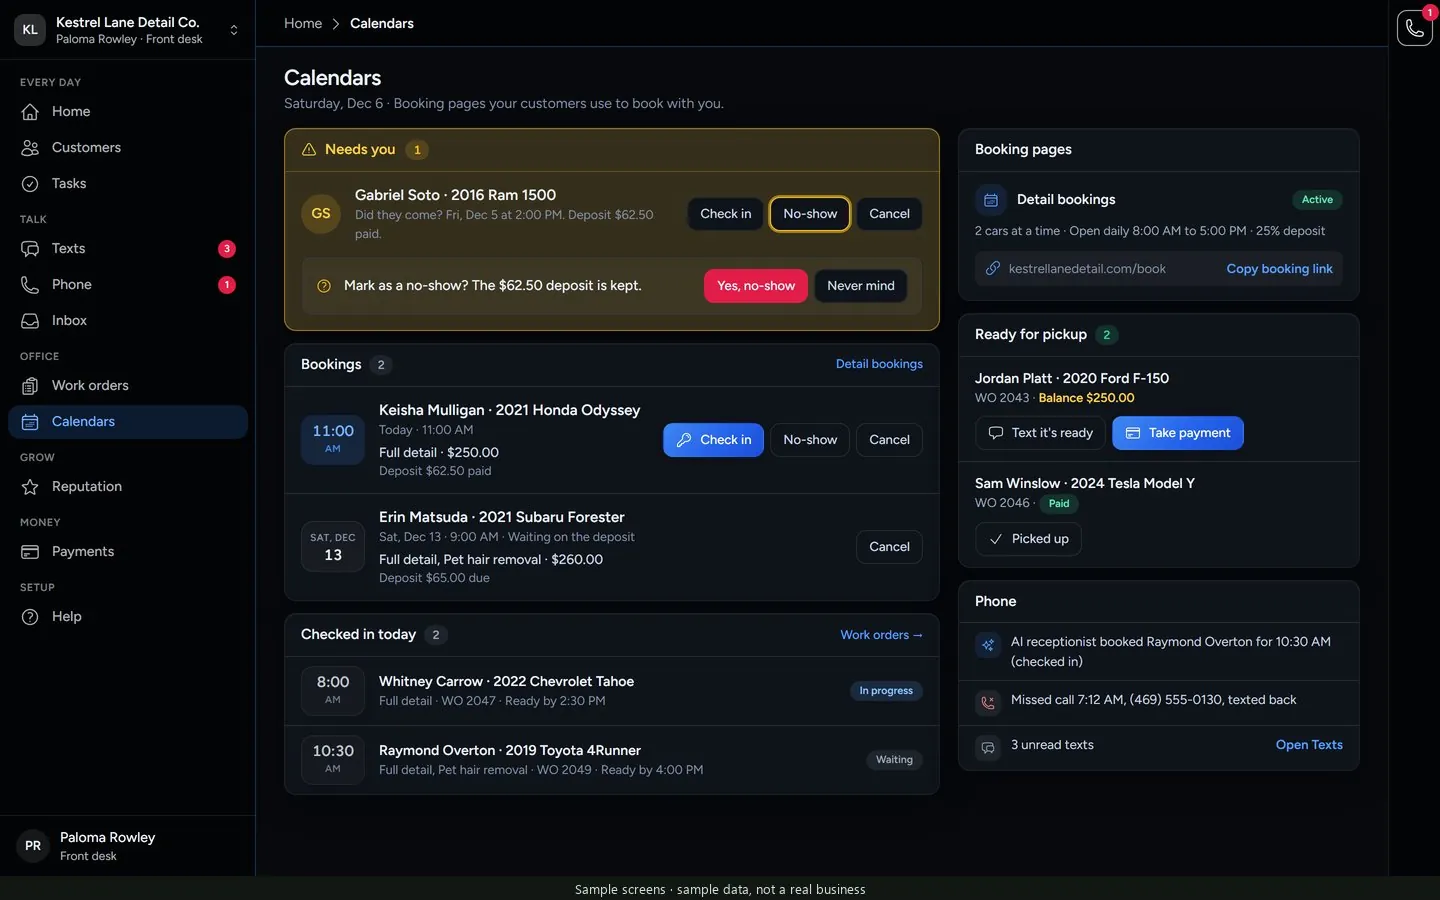 KL
Kestrel Lane Detail Co.
Paloma Rowley · Front desk
EVERY DAY
Home
Customers
Tasks
TALK
Texts 3
Phone 1
Inbox
OFFICE
Work orders
Calendars
GROW
Reputation
MONEY
Payments
SETUP
Help
PR
Paloma Rowley
Front desk
Home > Calendars
1
Calendars
Saturday, Dec 6 · Booking pages your customers use to book with you.
Needs you 1
GS
Gabriel Soto · 2016 Ram 1500
Did they come? Fri, Dec 5 at 2:00 PM. Deposit $62.50
paid.
Check in No-show Cancel
Mark as a no-show? The $62.50 deposit is kept.
Yes, no-show Never mind
Bookings 2 Detail bookings
11:00
AM
Keisha Mulligan · 2021 Honda Odyssey
Today · 11:00 AM
Full detail · $250.00
Deposit $62.50 paid
Check in No-show Cancel
SAT, DEC
13
Erin Matsuda · 2021 Subaru Forester
Sat, Dec 13 · 9:00 AM · Waiting on the deposit
Full detail, Pet hair removal · $260.00
Deposit $65.00 due
Cancel
Checked in today 2 Work orders →
8:00
AM
Whitney Carrow · 2022 Chevrolet Tahoe
Full detail · WO 2047 · Ready by 2:30 PM
In progress
10:30
AM
Raymond Overton · 2019 Toyota 4Runner
Full detail, Pet hair removal · WO 2049 · Ready by 4:00 PM
Waiting
Booking pages
Detail bookings Active
2 cars at a time · Open daily 8:00 AM to 5:00 PM · 25% deposit
kestrellanedetail.com/book Copy booking link
Ready for pickup 2
Jordan Platt · 2020 Ford F-150
WO 2043 · Balance $250.00
Text it's ready Take payment
Sam Winslow · 2024 Tesla Model Y
WO 2046 · Paid
Picked up
Phone
AI receptionist booked Raymond Overton for 10:30 AM
(checked in)
Missed call 7:12 AM, (469) 555-0130, texted back
3 unread texts Open Texts
Sample screens · sample data, not a real business